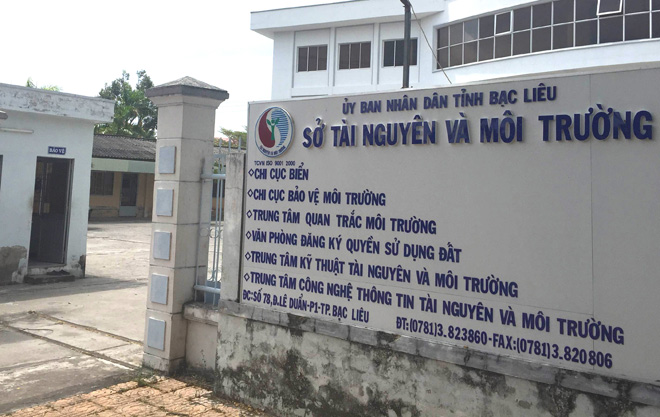 BẢO VỆ
ỦY BAN NHÂN DÂN TỈNH BẠC LIÊU
SỞ TÀI NGUYÊN VÀ MÔI TRƯỜNG
TCVN ISO 9001 2000
CHI CỤC BIỂN
CHI CỤC BẢO VỆ MÔI TRƯỜNG
TRUNG TÂM QUAN TRẮC MÔI TRƯỜNG
VĂN PHÒNG ĐĂNG KÝ QUYỀN SỬ DỤNG ĐẤT
TRUNG TÂM KỸ THUẬT TÀI NGUYÊN VÀ MÔI TRƯỜNG
TRUNG TÂM CÔNG NGHỆ THÔNG TIN TÀI NGUYÊN VÀ MÔI TRƯỜNG
ĐC:SỐ 78,Đ.LÊ DUẨN-P1-TP.BẠC LIÊU
ĐT:(0781)3.823860-FAX:(0781)3.820806